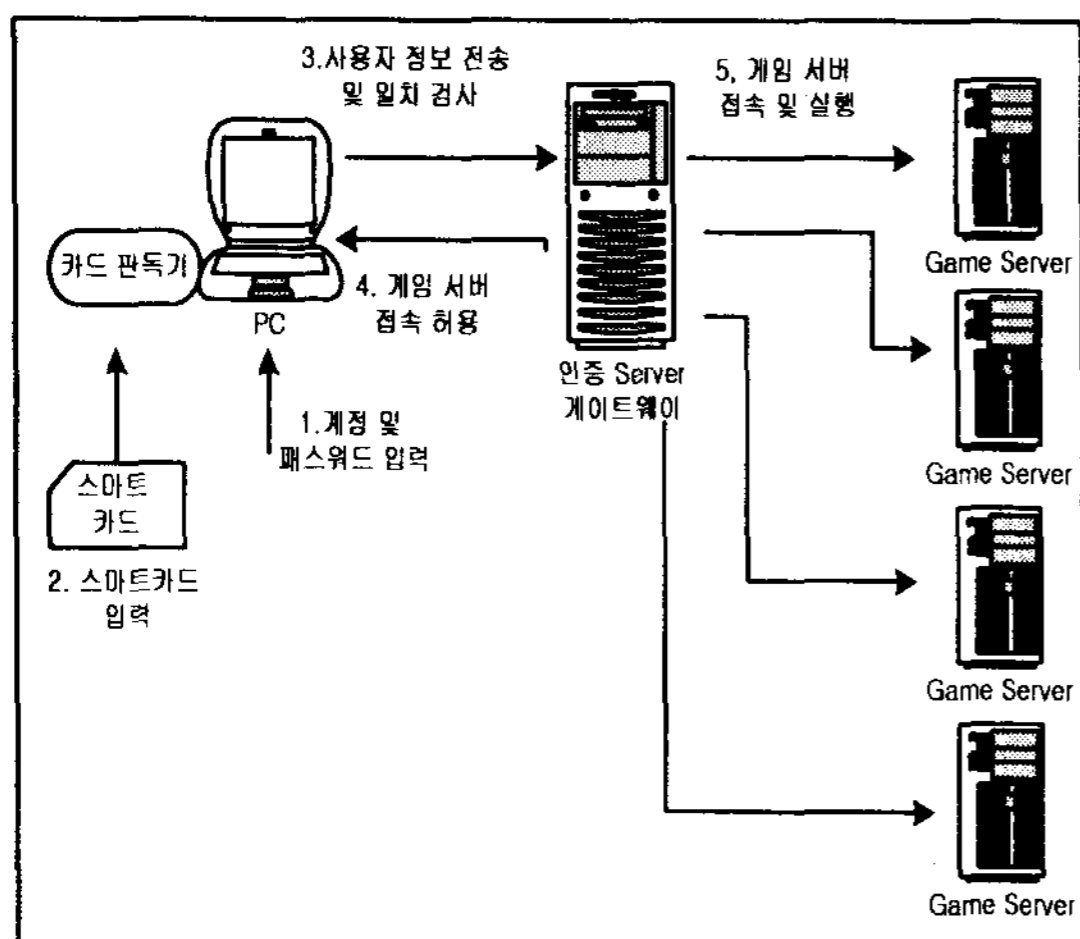 3.사용자 정보 전송
및 일치 검사
5, 게임 서버
접속 및 실행
카드 판독기
PC
4. 게임 서버
접속 허용
Game Server
인증 Server
게이트웨이
1.계정 및
패스워드 입력
Game Server
스마트
카드
2. 스마트카드
입력
Game Server
Game Server